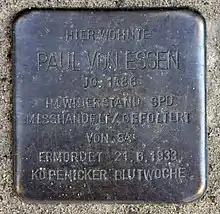 HIER WOHNTE
PAUL VON ESSEN
JG. 1886
IM WIDERSTAND / SPD
MISSHANDELT / GEFOLTERT
VON SA
ERMORDET 21.6.1933
KÖPENICKER BLUTWOCHE